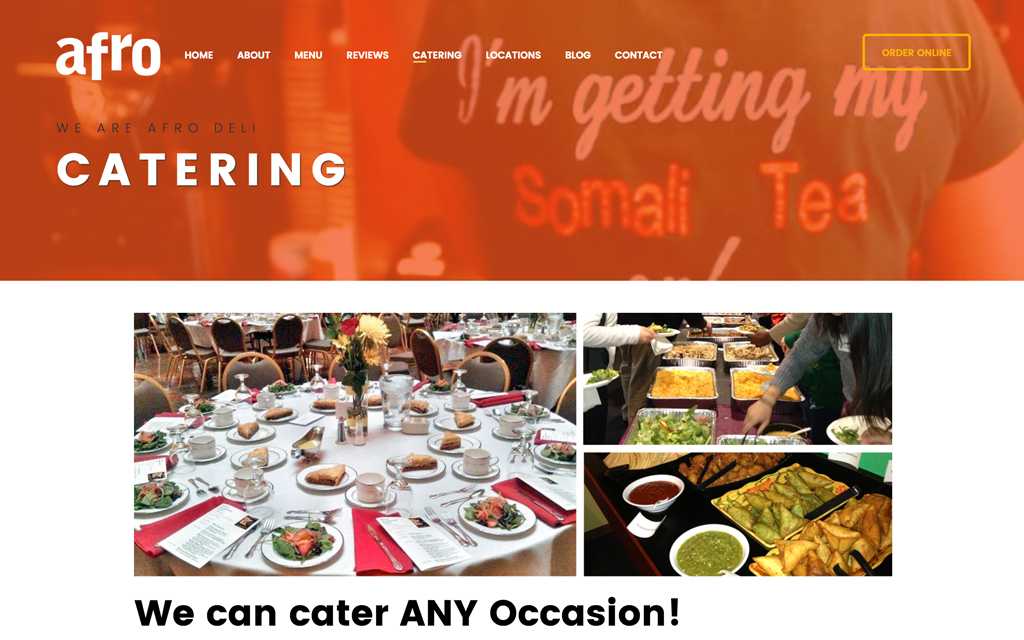 afro
HOME ABOUT MENU REVIEWS CATERING LOCATIONS BLOG CONTACT
ORDER ONLINE
I'm getting my
Somali Tea
WE ARE AFRO DELI
CATERING
We can cater ANY Occasion!